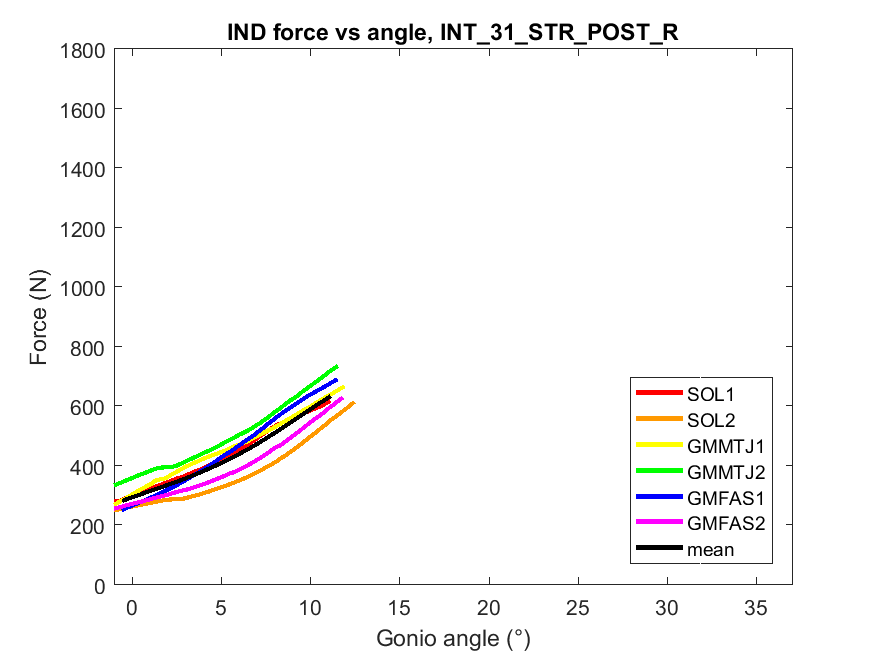 IND force vs angle, INT_31_STR_POST_R
1800
1600
1400
1200
1000
800
600
400
200
0
Force (N)
0 5 10 15 20 25 30 35
Gonio angle (°)
SOL1
SOL2
GMMTJ1
GMMTJ2
GMFAS1
GMFAS2
mean